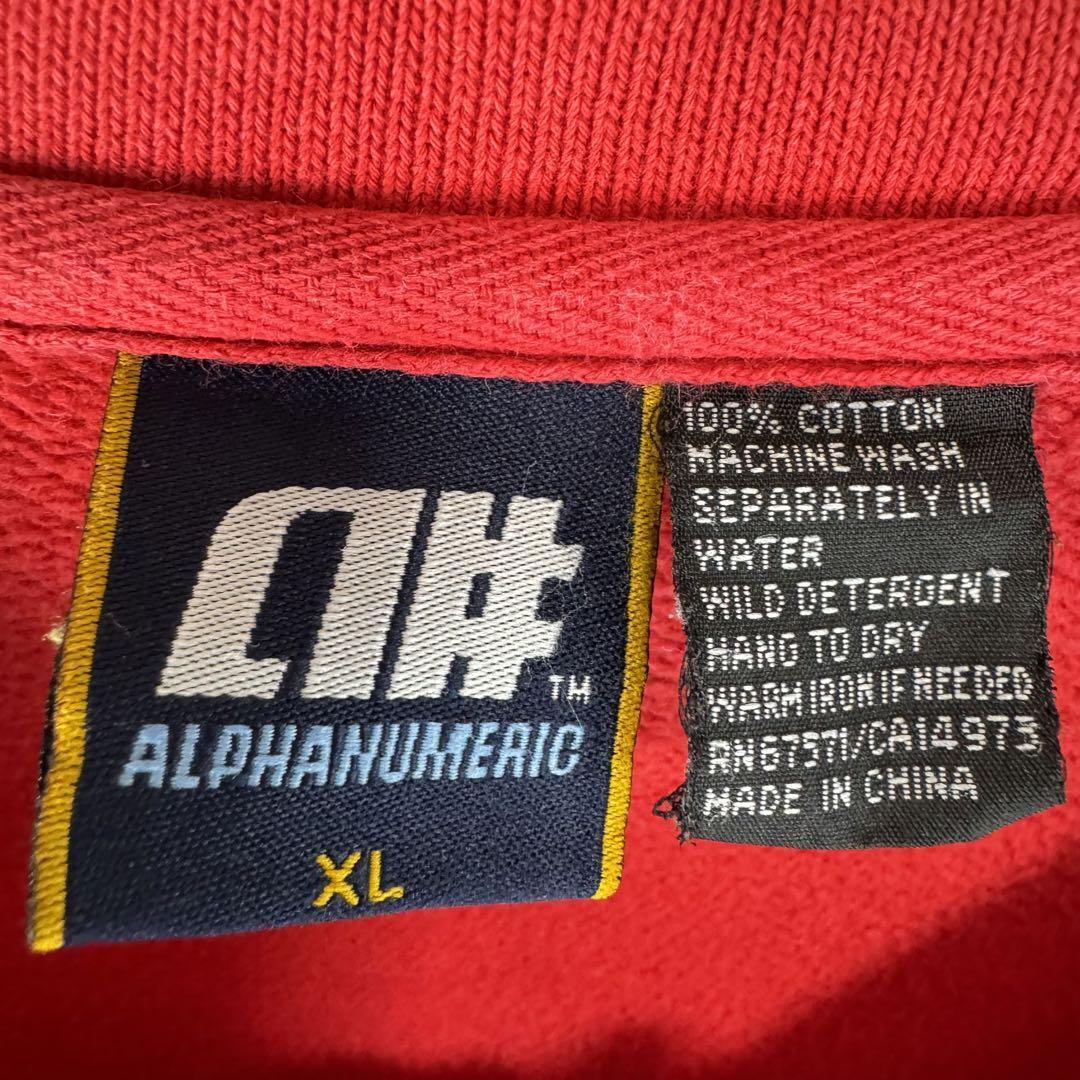 A#
TM
ALPHANUMERIC
XL
100% COTTON
MACHINE WASH
SEPARATELY IN
WATER
WILD DETERGENT
HANG TO DRY
WARM IRON IF NEEDED
RN67571/CA14973
MADE IN CHINA